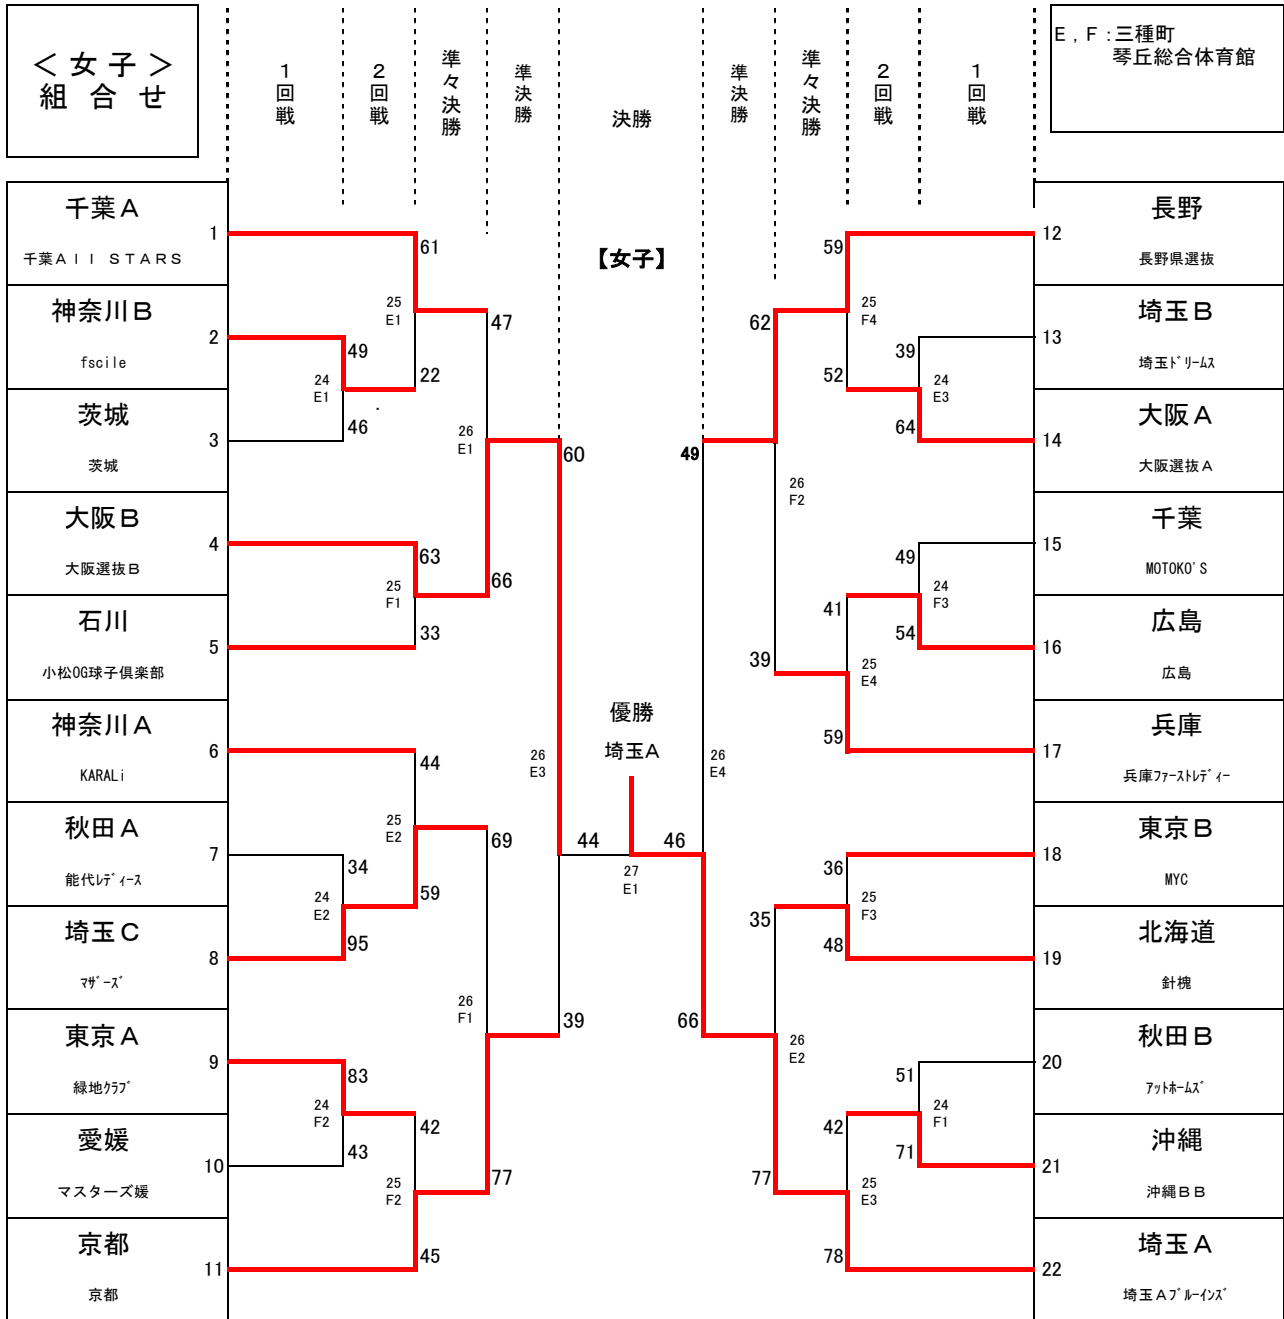 ＜女子＞
組合せ
1回戦
2回戦
準々決勝
準決勝
決勝
準決勝
準々決勝
2回戦
1回戦
E，F：三種町
琴丘総合体育館
【女子】
千葉A
1
千葉All STARS
神奈川B
2
fscile
茨城
3
茨城
大阪B
4
大阪選抜B
石川
5
小松OG球子倶楽部
神奈川A
6
KARALi
秋田A
7
能代ﾚﾃﾞｨｰｽ
埼玉C
8
ﾏｻﾞｰｽﾞ
東京A
9
緑地ｸﾗﾌﾞ
愛媛
10
マスターズ媛
京都
11
京都
61
25
E1
22
49
24
E1
46
47
26
E1
66
63
25
F1
33
60
26
E3
39
44
25
E2
59
34
24
E2
95
69
26
F1
77
83
24
F2
43
42
25
F2
45
優勝
埼玉A
44
46
27
E1
49
26
E4
66
62
26
F2
39
59
25
F4
52
39
24
E3
64
49
24
F3
54
41
25
E4
59
36
25
F3
48
35
26
E2
77
51
24
F1
71
42
25
E3
78
長野
12
長野県選抜
埼玉B
13
埼玉ﾄﾞﾘｰﾑｽ
大阪A
14
大阪選抜A
千葉
15
MOTOKO'S
広島
16
広島
兵庫
17
兵庫ﾌｧｰｽﾄﾚﾃﾞｨｰ
東京B
18
MYC
北海道
19
針槐
秋田B
20
ｱｯﾄﾎｰﾑｽﾞ
沖縄
21
沖縄BB
埼玉A
22
埼玉Aﾌﾞﾙｰｲﾝｽﾞ